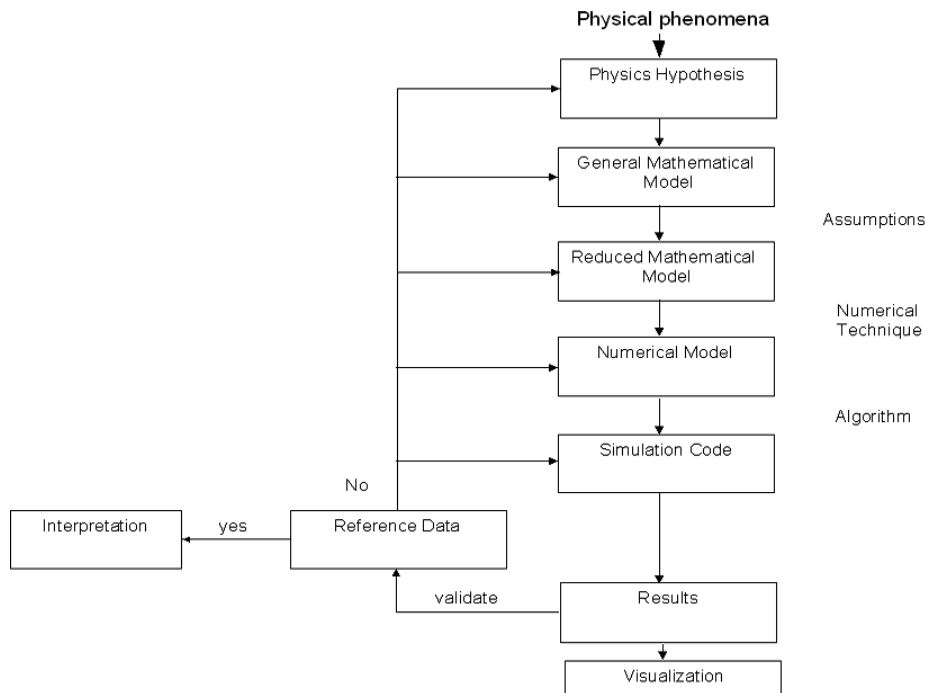 Physical phenomena
Physics Hypothesis
General Mathematical
Model
Assumptions
Reduced Mathematical
Model
Numerical
Technique
Numerical Model
Algorithm
Simulation Code
No
Interpretation
yes
Reference Data
validate
Results
Visualization